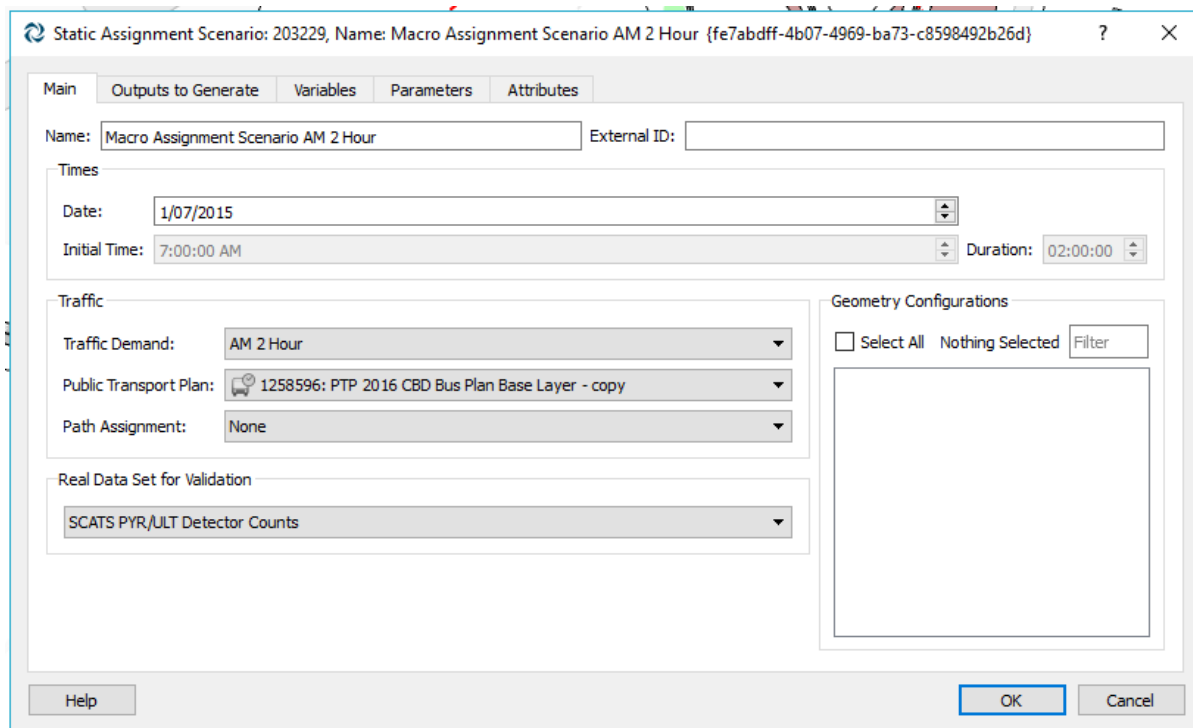 Static Assignment Scenario: 203229, Name: Macro Assignment Scenario AM 2 Hour {fe7abdff-4b07-4969-ba73-c8598492b26d} ?
Main Outputs to Generate Variables Parameters Attributes
Name: Macro Assignment Scenario AM 2 Hour External ID:
Times
Date: 1/07/2015
Initial Time: 7:00:00 AM Duration: 02:00:00
Traffic
Traffic Demand: AM 2 Hour
Public Transport Plan: 1258596: PTP 2016 CBD Bus Plan Base Layer - copy
Path Assignment: None
Real Data Set for Validation
SCATS PYR/ULT Detector Counts
Geometry Configurations
Select All Nothing Selected Filter
Help OK Cancel